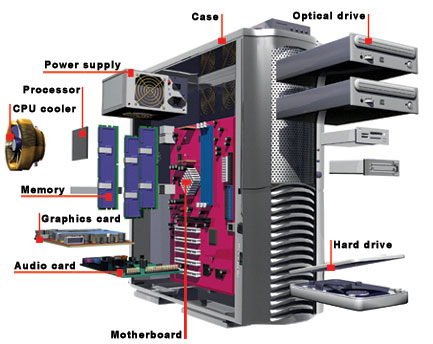 Case
Optical drive
Power supply
Processor
CPU cooler
Memory
Graphics card
Audio card
Hard drive
Motherboard